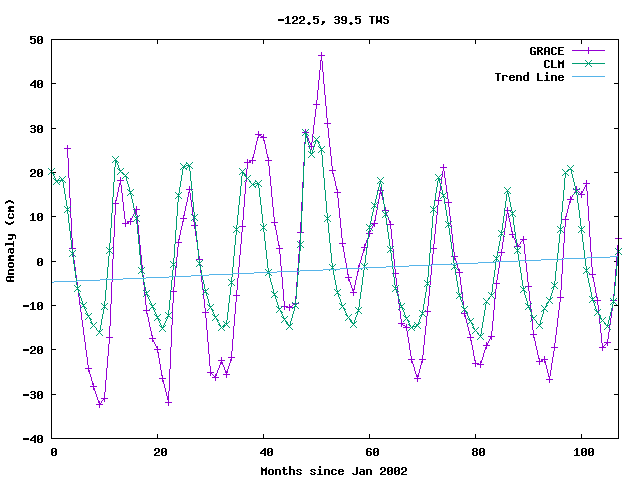 -122.5, 39.5 TWS
GRACE
CLM
Trend Line
50
40
30
20
10
0
-10
-20
-30
-40
Anomaly (cm)
0 20 40 60 80 100
Months since Jan 2002